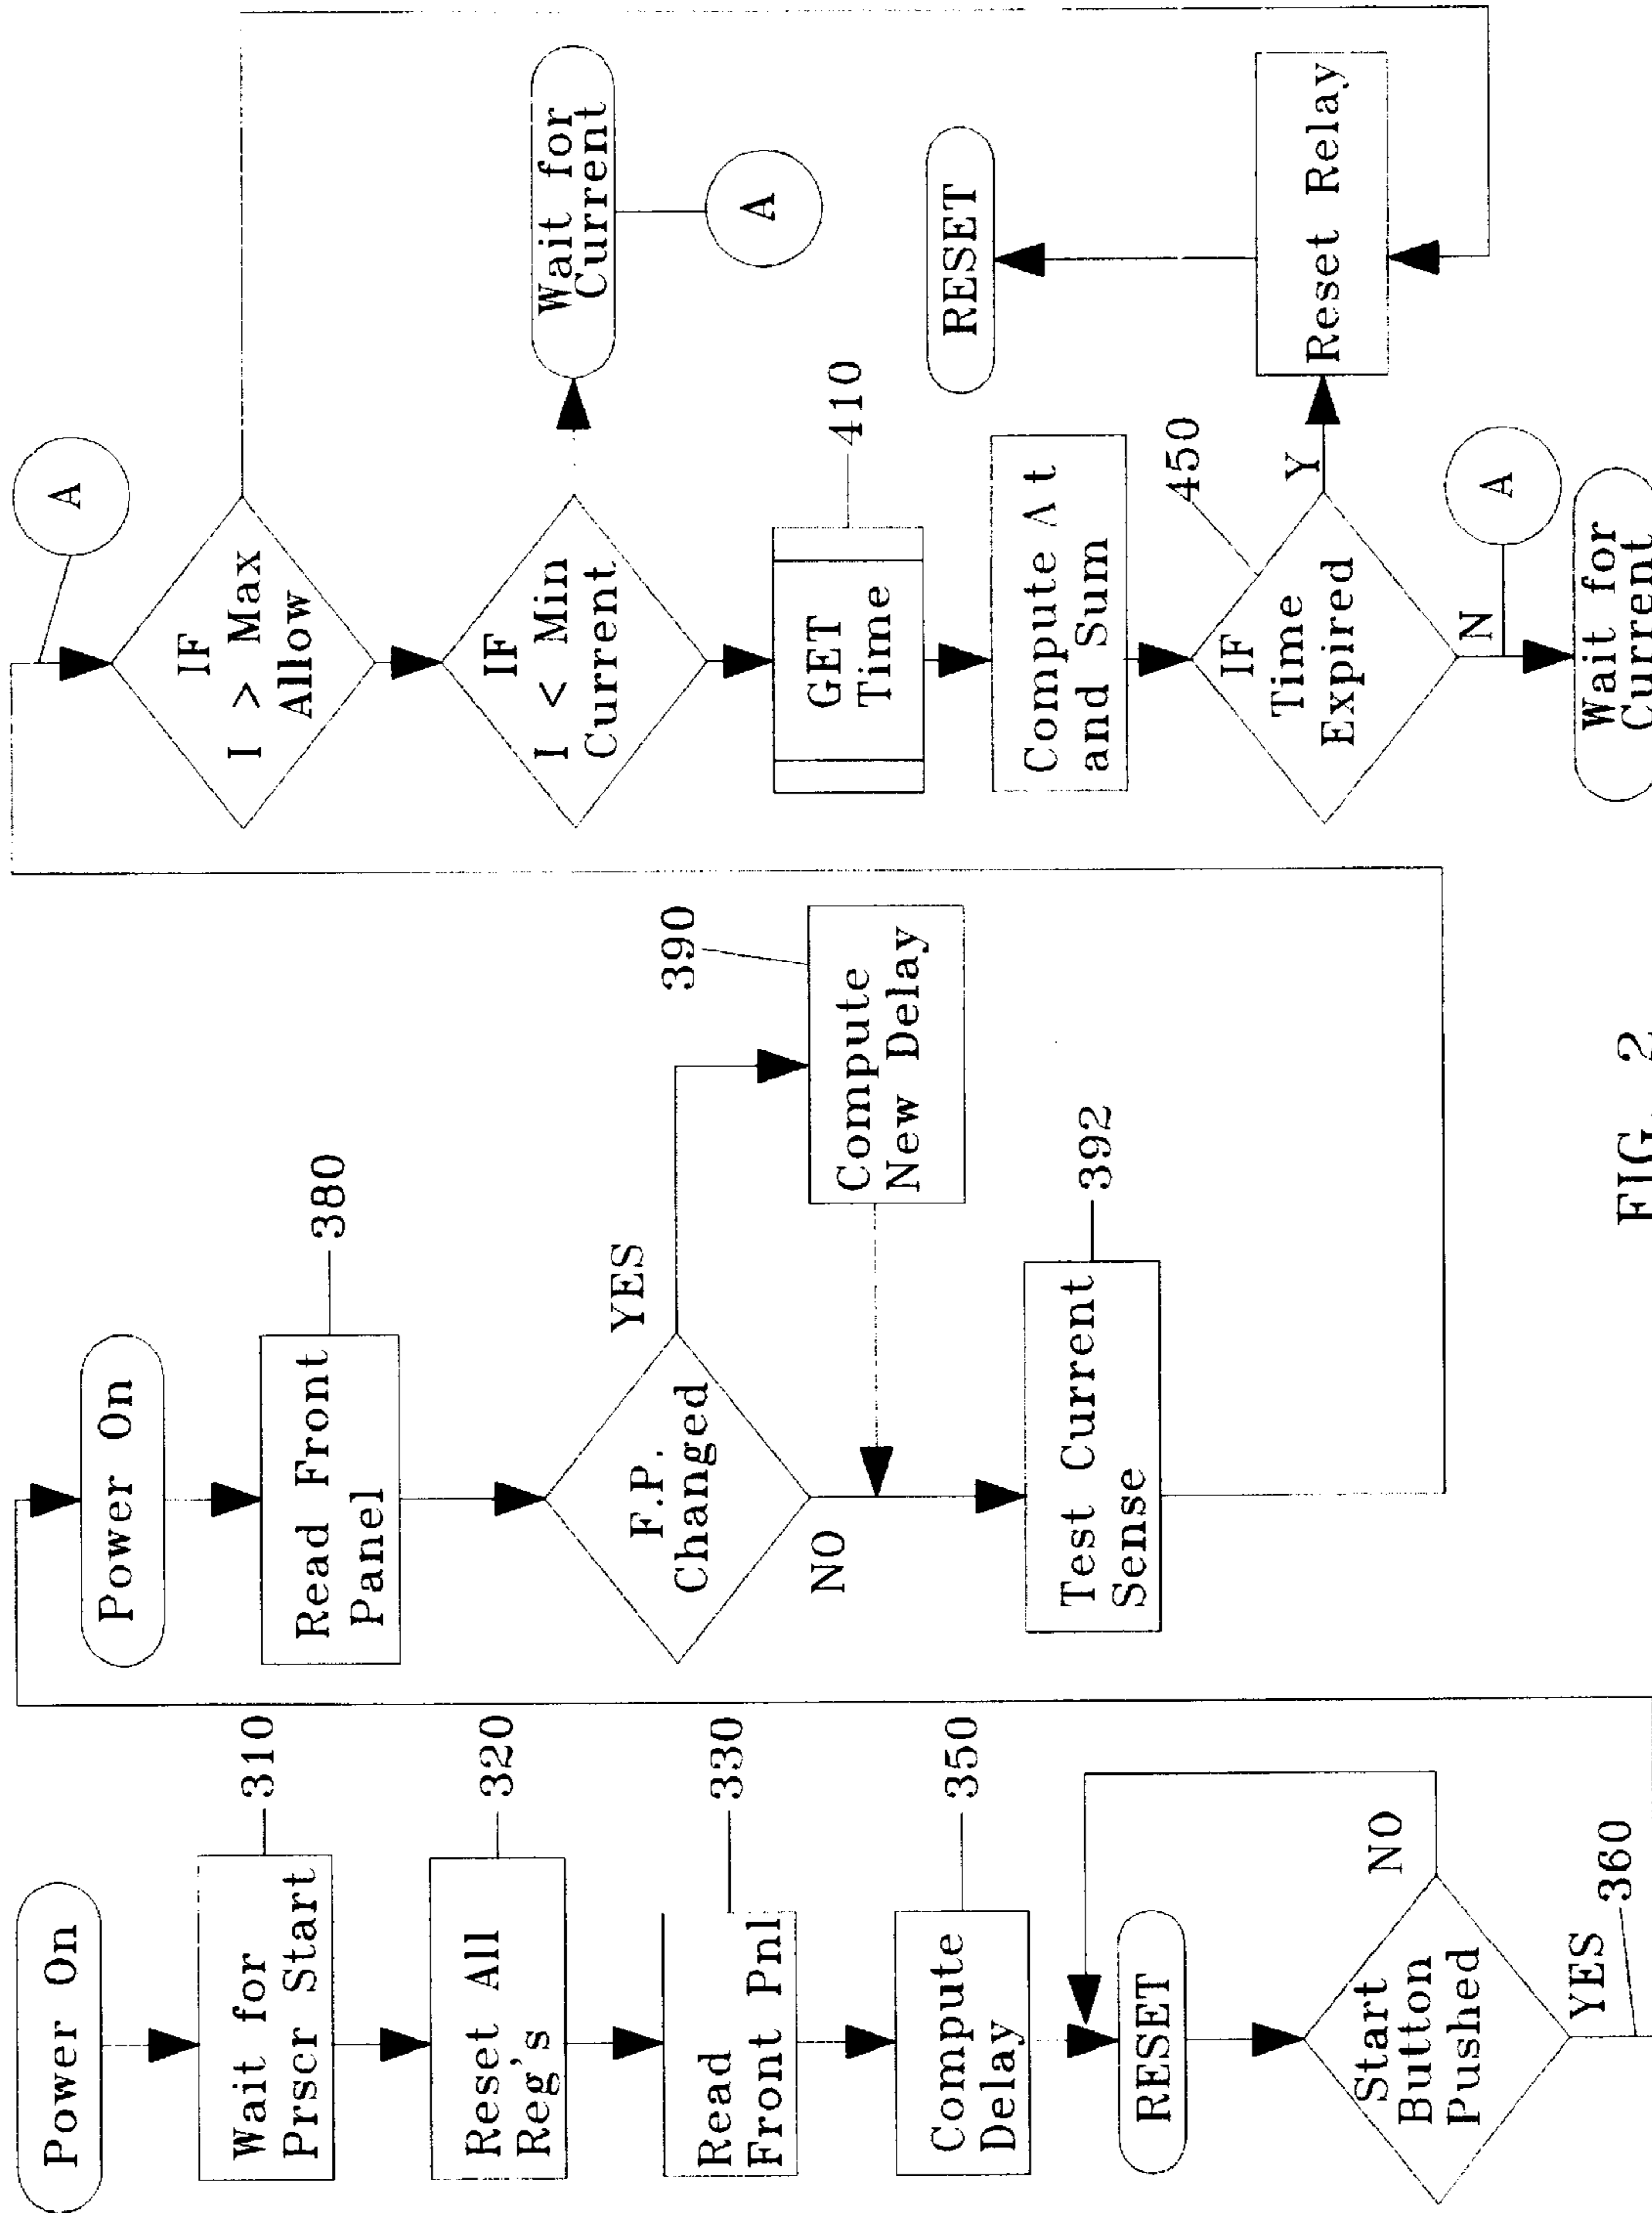 Power On
Wait for
Prscr Start
310
Reset All
Reg's
320
Read
Front Pnl
330
Compute
Delay
350
RESET
Start
Button
Pushed
NO
YES
360
Power On
Read Front
Panel
380
F.P.
Changed
YES
NO
Compute
New Delay
390
Test Current
Sense
392
A
IF
I > Max
Allow
IF
I < Min
Current
Wait for
Current
A
GET
Time
410
Compute Λ t
and Sum
IF
Time
Expired
450
Y
N
Reset Relay
RESET
A
Wait for
Current
FIG. 2